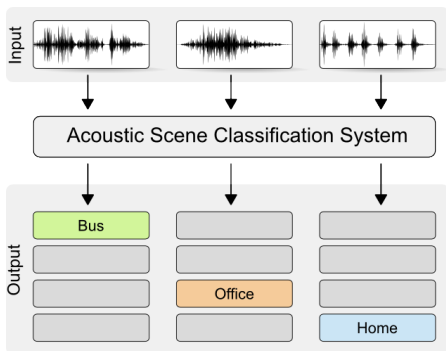 Input
Acoustic Scene Classification System
Output
Bus
Office
Home